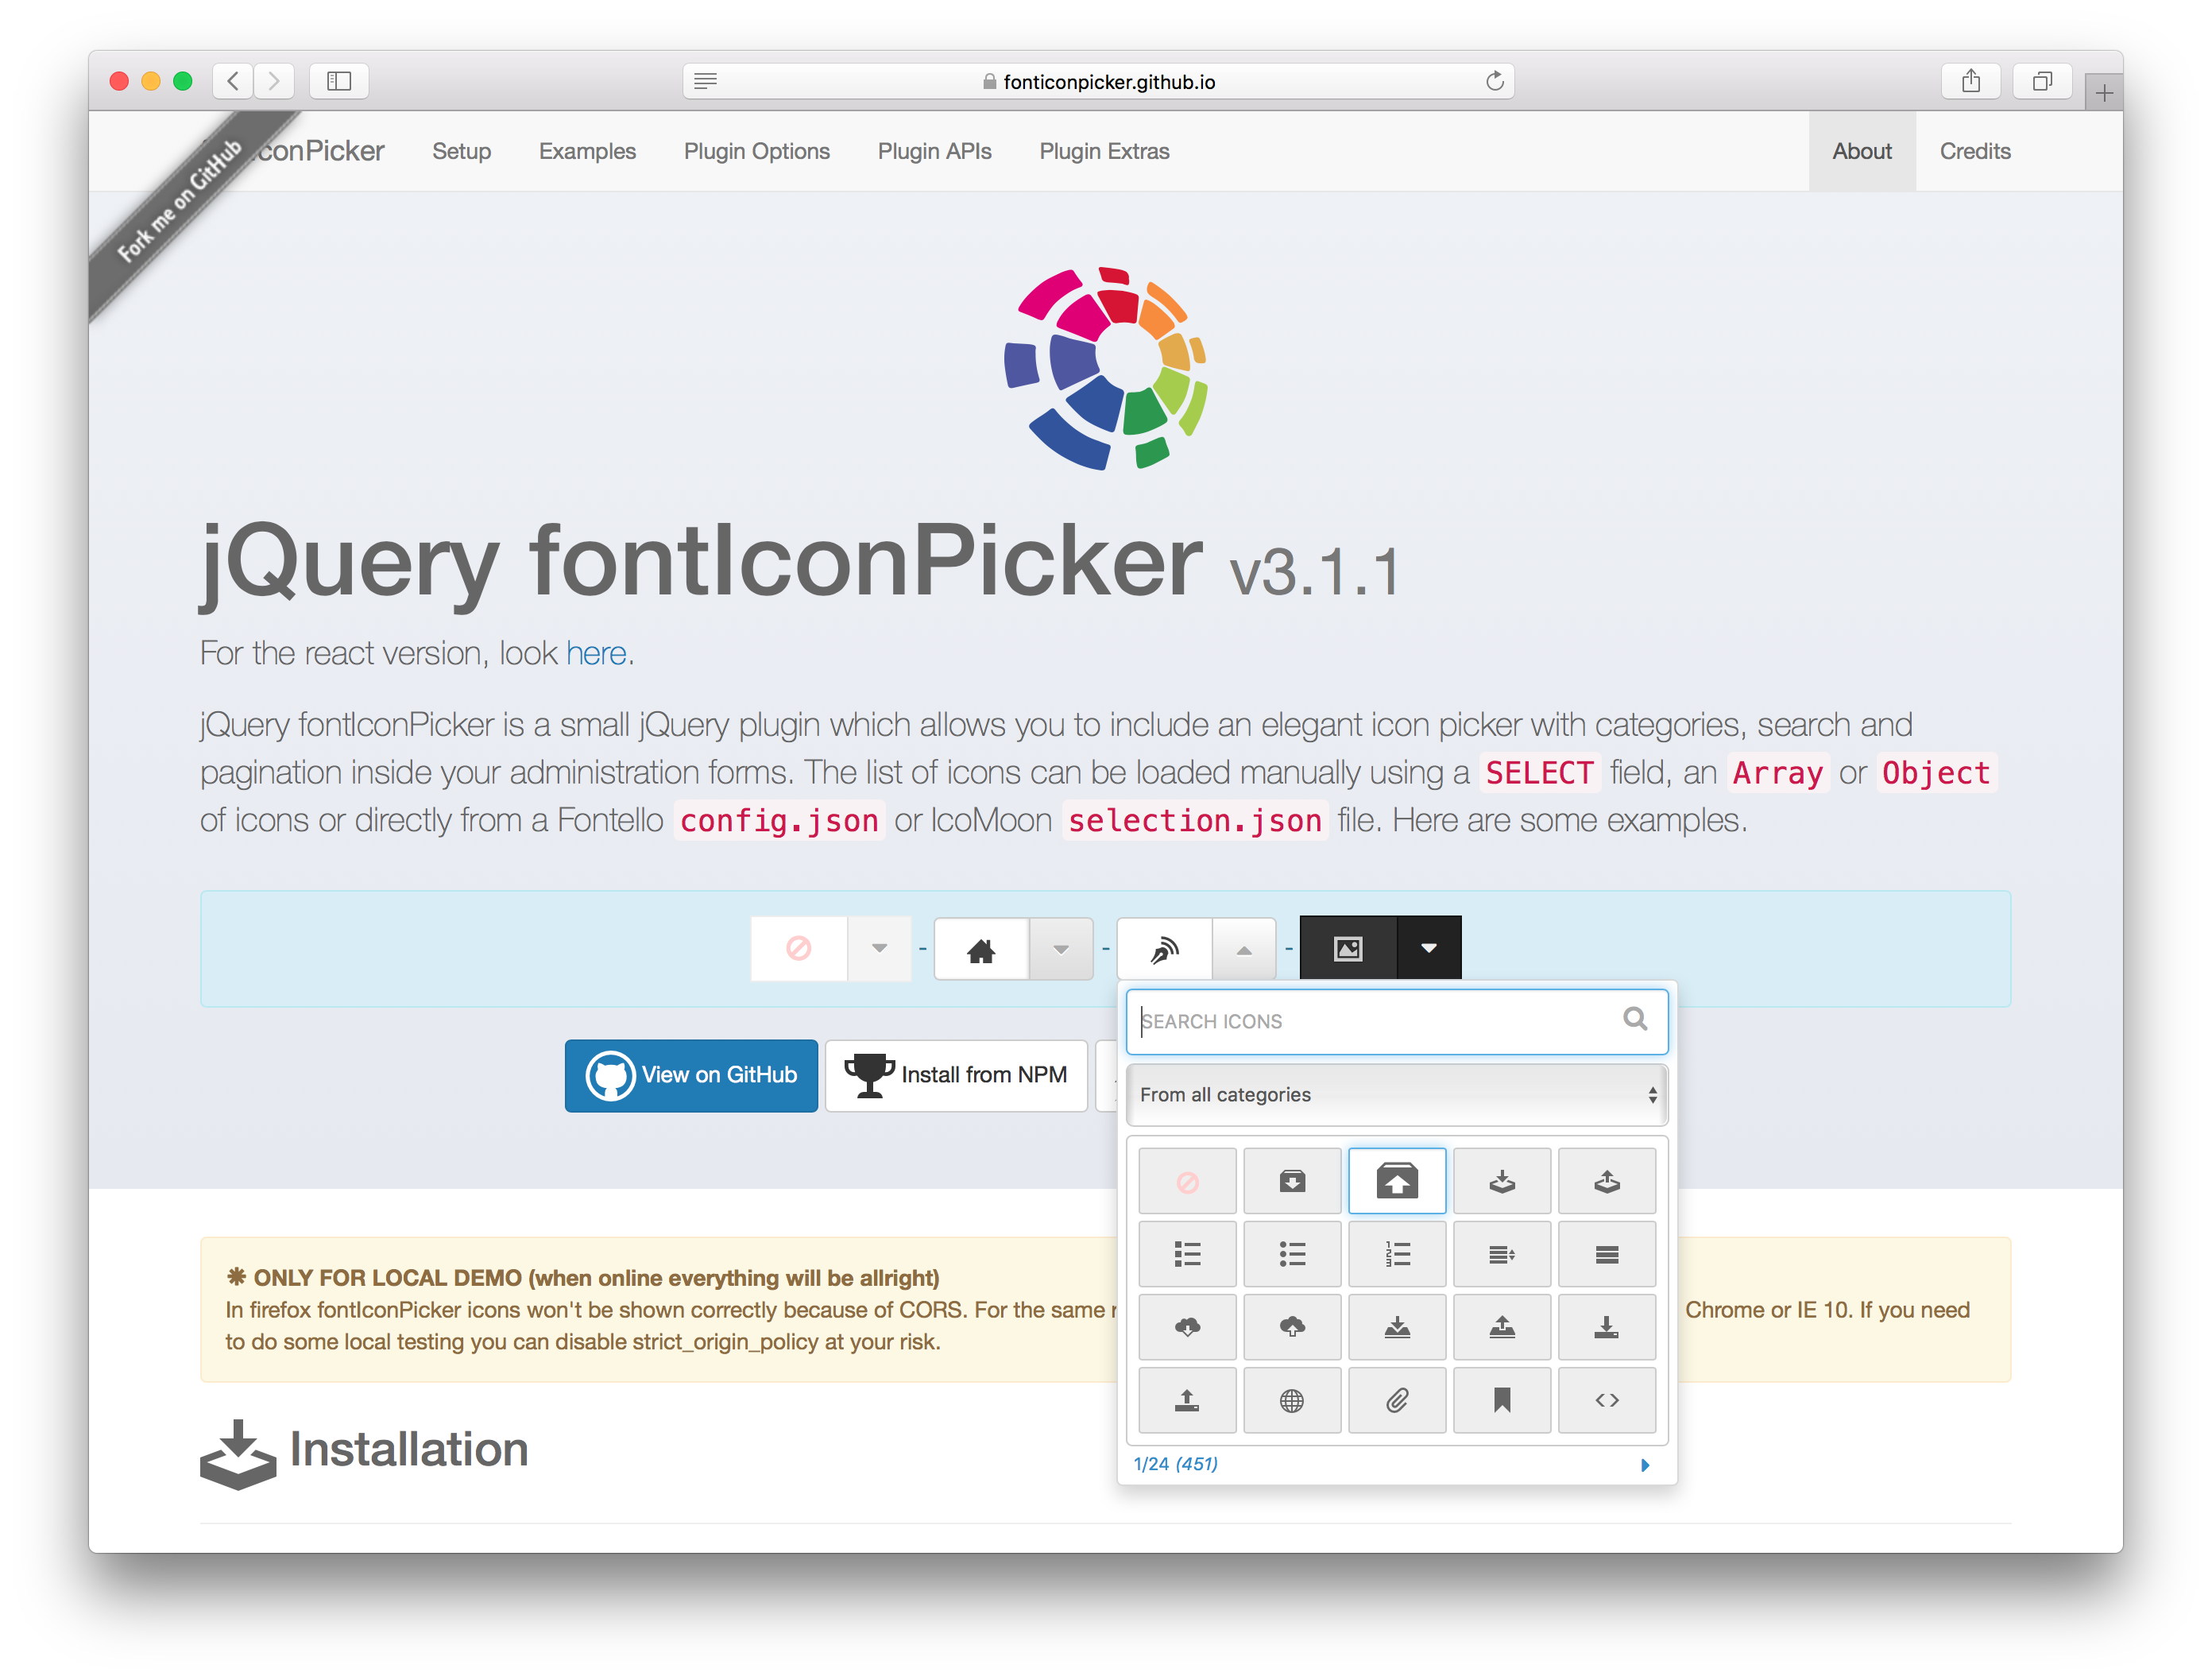 fonticonpicker.github.io
Fork me on GitHub
conPicker Setup Examples Plugin Options Plugin APIs Plugin Extras About Credits
jQuery fontIconPicker v3.1.1
For the react version, look here.
jQuery fontIconPicker is a small jQuery plugin which allows you to include an elegant icon picker with categories, search and
pagination inside your administration forms. The list of icons can be loaded manually using a SELECT field, an Array or Object
of icons or directly from a Fontello config.json or IcoMoon selection.json file. Here are some examples.
- - -
SEARCH ICONS
View on GitHub Install from NPM
From all categories
✱ ONLY FOR LOCAL DEMO (when online everything will be allright)
In firefox fontIconPicker icons won't be shown correctly because of CORS. For the same Chrome or IE 10. If you need
to do some local testing you can disable strict_origin_policy at your risk.
1/24 (451)
Installation